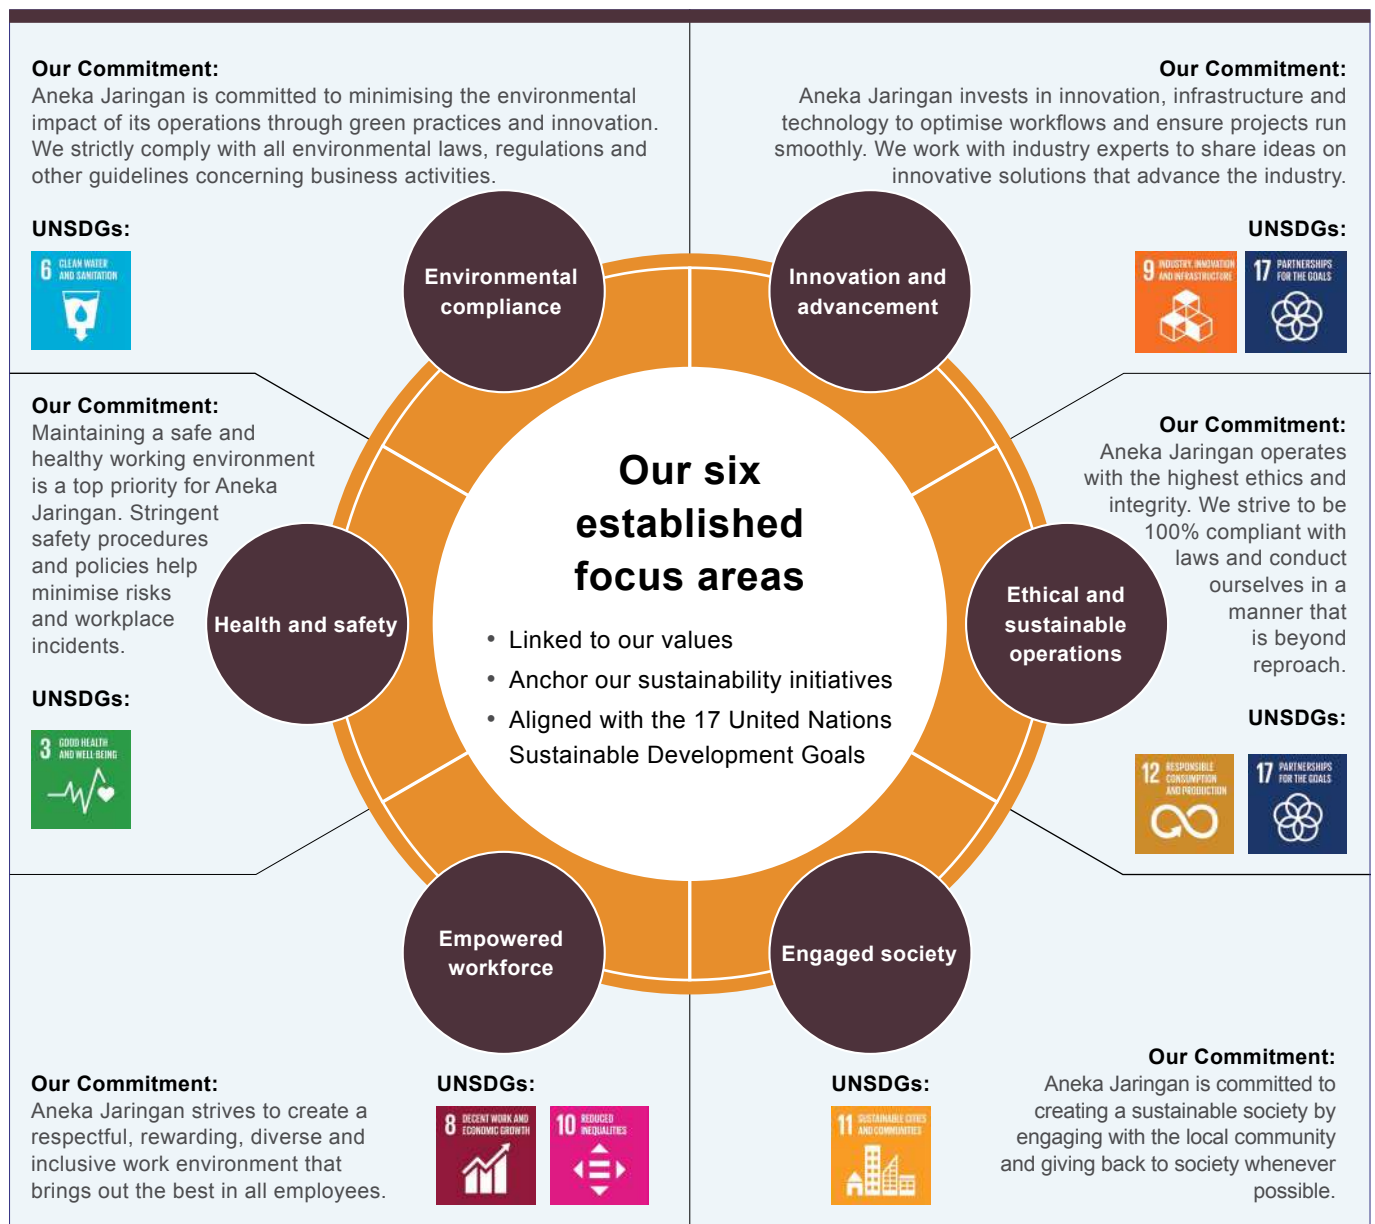 Our Commitment:
Aneka Jaringan is committed to minimising the environmental
impact of its operations through green practices and innovation.
We strictly comply with all environmental laws, regulations and
other guidelines concerning business activities.
UNSDGs:
6 CLEAN WATER
AND SANITATION
Environmental
compliance
Our Commitment:
Aneka Jaringan invests in innovation, infrastructure and
technology to optimise workflows and ensure projects run
smoothly. We work with industry experts to share ideas on
innovative solutions that advance the industry.
UNSDGs:
9 INDUSTRY, INNOVATION
AND INFRASTRUCTURE
17 PARTNERSHIPS
FOR THE GOALS
Innovation and
advancement
Our Commitment:
Maintaining a safe and
healthy working environment
is a top priority for Aneka
Jaringan. Stringent
safety procedures
and policies help
minimise risks
and workplace
incidents.
UNSDGs:
3 GOOD HEALTH
AND WELL-BEING
Health and safety
Our six
established
focus areas
• Linked to our values
• Anchor our sustainability initiatives
• Aligned with the 17 United Nations
Sustainable Development Goals
Our Commitment:
Aneka Jaringan operates
with the highest ethics and
integrity. We strive to be
100% compliant with
laws and conduct
ourselves in a
manner that
is beyond
reproach.
UNSDGs:
12 RESPONSIBLE
CONSUMPTION
AND PRODUCTION
17 PARTNERSHIPS
FOR THE GOALS
Ethical and
sustainable
operations
Empowered
workforce
Our Commitment:
Aneka Jaringan strives to create a
respectful, rewarding, diverse and
inclusive work environment that
brings out the best in all employees.
UNSDGs:
8 DECENT WORK AND
ECONOMIC GROWTH
10 REDUCED
INEQUALITIES
Engaged society
UNSDGs:
11 SUSTAINABLE CITIES
AND COMMUNITIES
Our Commitment:
Aneka Jaringan is committed to
creating a sustainable society by
engaging with the local community
and giving back to society whenever
possible.